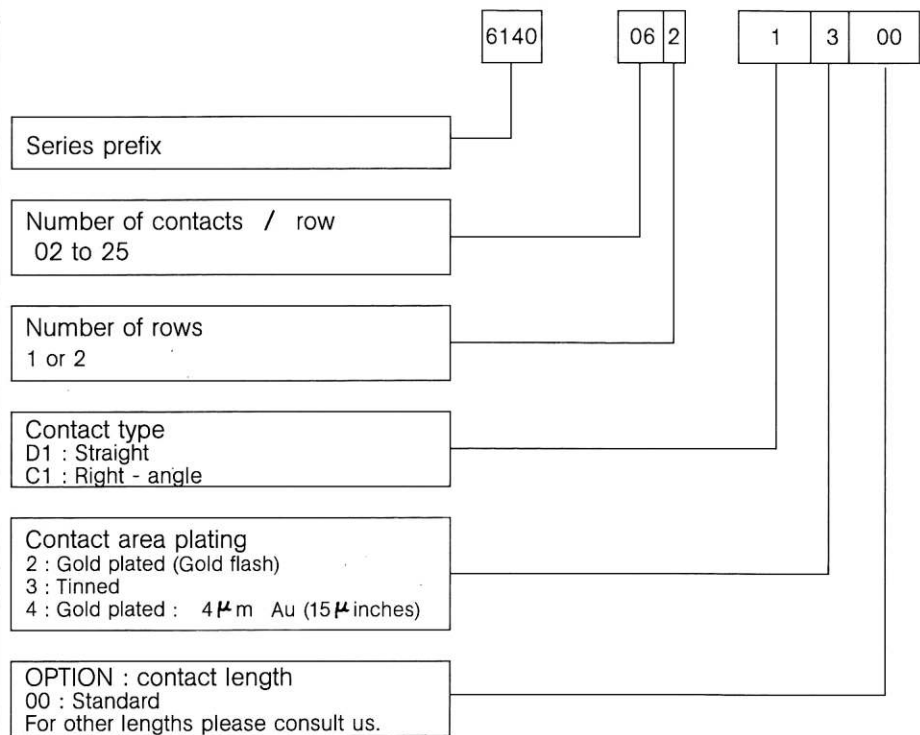 6140 06 2 1 3 00
Series prefix
Number of contacts / row
02 to 25
Number of rows
1 or 2
Contact type
D1 : Straight
C1 : Right - angle
Contact area plating
2 : Gold plated (Gold flash)
3 : Tinned
4 : Gold plated : 4 μm Au (15 μ inches)
OPTION : contact length
00 : Standard
For other lengths please consult us.